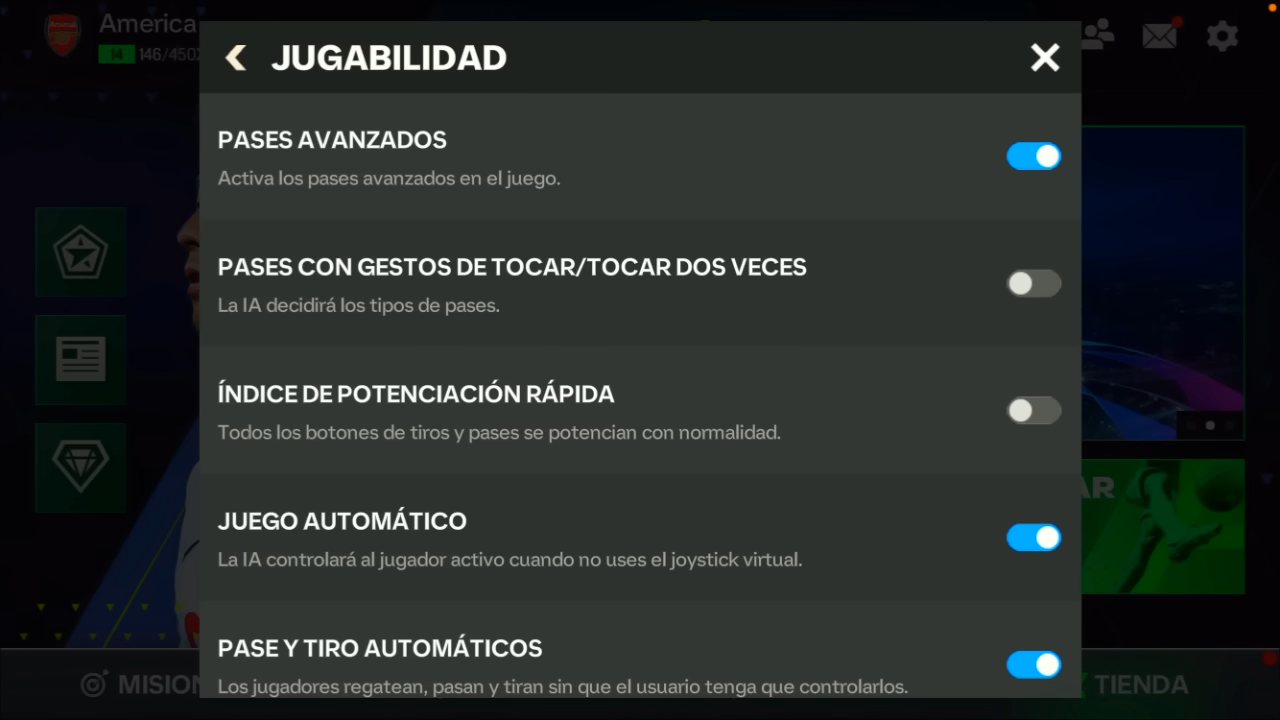 America
14 146/450
JUGABILIDAD
PASES AVANZADOS
Activa los pases avanzados en el juego.
PASES CON GESTOS DE TOCAR/TOCAR DOS VECES
La IA decidirá los tipos de pases.
ÍNDICE DE POTENCIACIÓN RÁPIDA
Todos los botones de tiros y pases se potencian con normalidad.
AR
JUEGO AUTOMÁTICO
La IA controlará al jugador activo cuando no uses el joystick virtual.
PASE Y TIRO AUTOMÁTICOS
Los jugadores regatean, pasan y tiran sin que el usuario tenga que controlarlos.
MISION
TIENDA